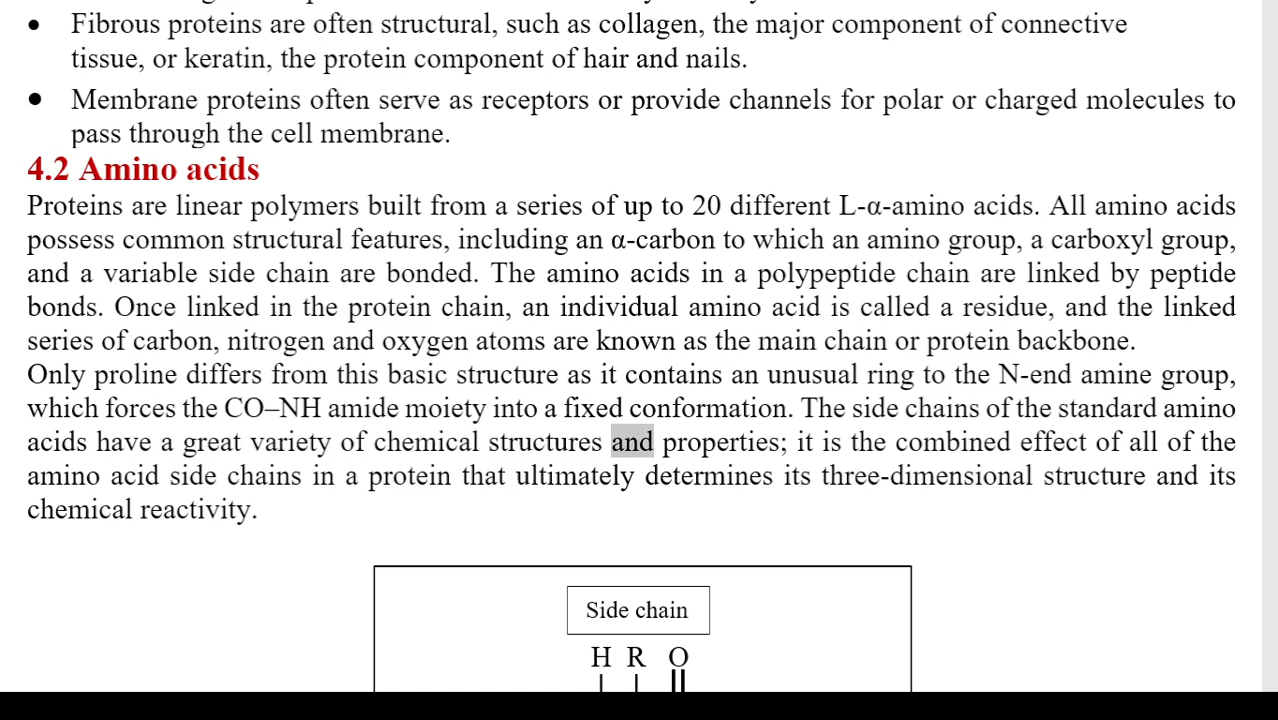 • Fibrous proteins are often structural, such as collagen, the major component of connective
tissue, or keratin, the protein component of hair and nails.
• Membrane proteins often serve as receptors or provide channels for polar or charged molecules to
pass through the cell membrane.
4.2 Amino acids
Proteins are linear polymers built from a series of up to 20 different L-α-amino acids. All amino acids
possess common structural features, including an α-carbon to which an amino group, a carboxyl group,
and a variable side chain are bonded. The amino acids in a polypeptide chain are linked by peptide
bonds. Once linked in the protein chain, an individual amino acid is called a residue, and the linked
series of carbon, nitrogen and oxygen atoms are known as the main chain or protein backbone.
Only proline differs from this basic structure as it contains an unusual ring to the N-end amine group,
which forces the CO–NH amide moiety into a fixed conformation. The side chains of the standard amino
acids have a great variety of chemical structures and properties; it is the combined effect of all of the
amino acid side chains in a protein that ultimately determines its three-dimensional structure and its
chemical reactivity.
Side chain
H R O